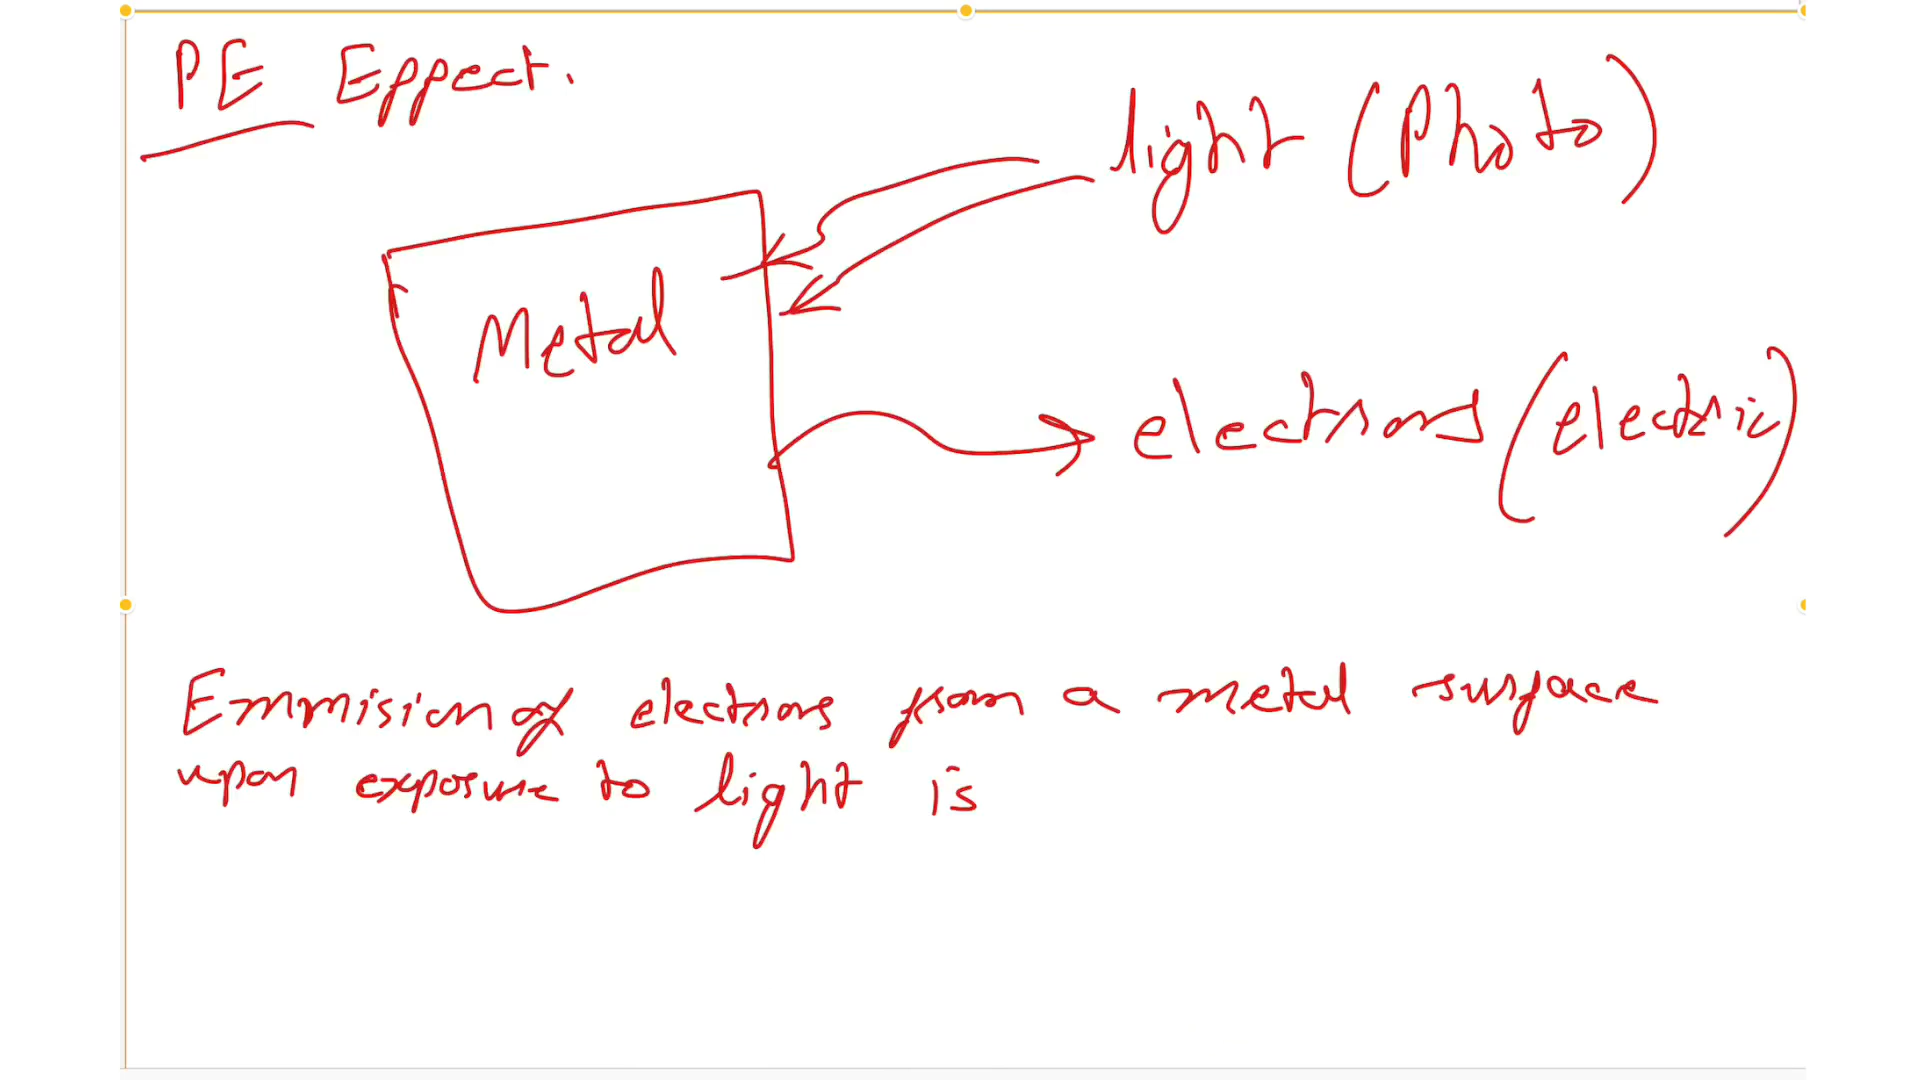 PE Effect.
light (Photo)
Metal
electrons (electric)
Emmision of electrons from a metal surface
upon exposure to light is